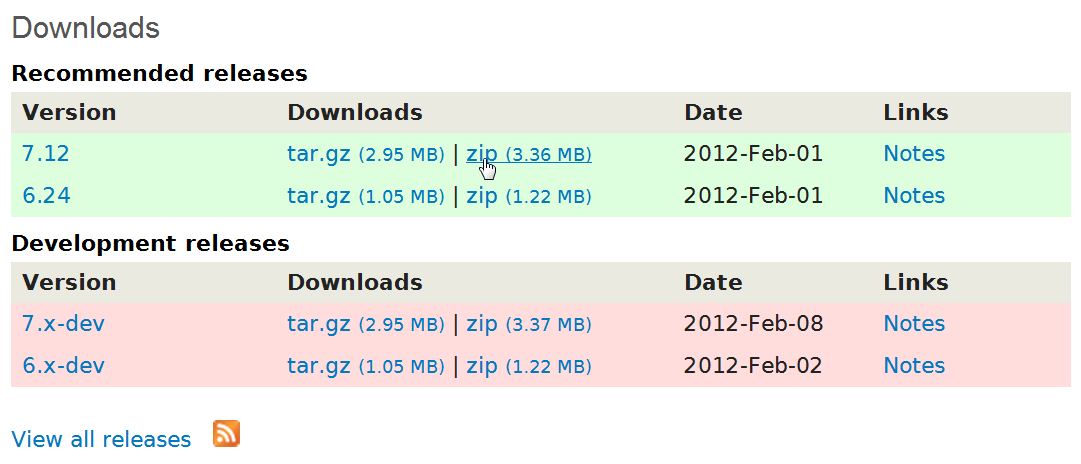 Downloads
Recommended releases
Version Downloads Date Links
7.12 tar.gz (2.95 MB) | zip (3.36 MB) 2012-Feb-01 Notes
6.24 tar.gz (1.05 MB) | zip (1.22 MB) 2012-Feb-01 Notes
Development releases
Version Downloads Date Links
7.x-dev tar.gz (2.95 MB) | zip (3.37 MB) 2012-Feb-08 Notes
6.x-dev tar.gz (1.05 MB) | zip (1.22 MB) 2012-Feb-02 Notes
View all releases